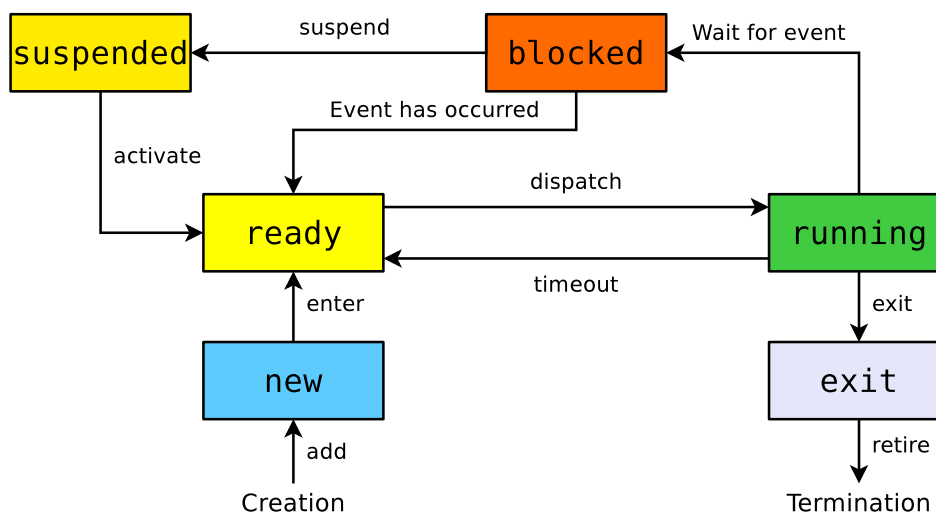 suspend
Wait for event
suspended
blocked
Event has occurred
activate
dispatch
ready
running
timeout
enter
exit
new
exit
add
retire
Creation
Termination